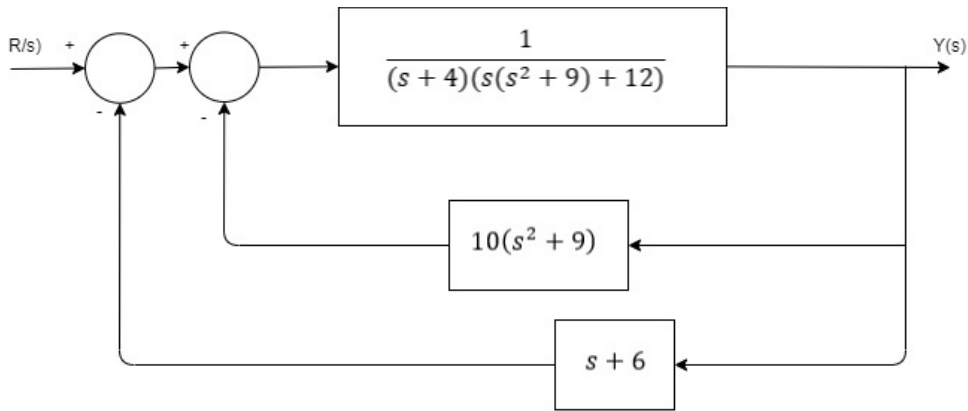 R/s) + + 1 Y(s)
(s + 4)(s(s² + 9) + 12)
- -
10(s² + 9)
s + 6